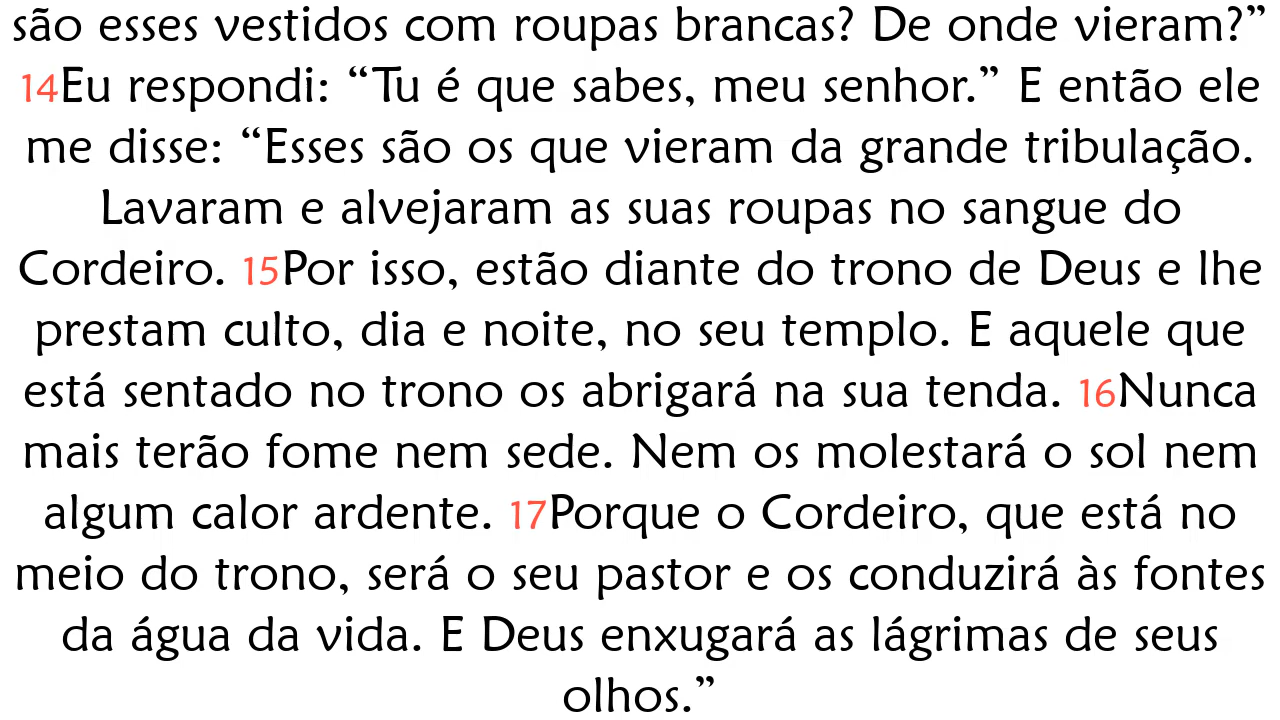 são esses vestidos com roupas brancas? De onde vieram?”
14Eu respondi: “Tu é que sabes, meu senhor.” E então ele
me disse: “Esses são os que vieram da grande tribulação.
Lavaram e alvejaram as suas roupas no sangue do
Cordeiro. 15Por isso, estão diante do trono de Deus e lhe
prestam culto, dia e noite, no seu templo. E aquele que
está sentado no trono os abrigará na sua tenda. 16Nunca
mais terão fome nem sede. Nem os molestará o sol nem
algum calor ardente. 17Porque o Cordeiro, que está no
meio do trono, será o seu pastor e os conduzirá às fontes
da água da vida. E Deus enxugará as lágrimas de seus
olhos.”